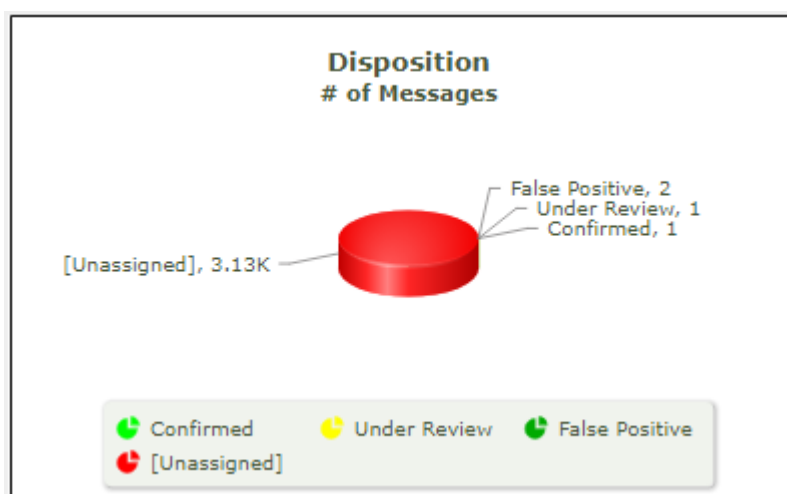 Disposition
# of Messages
False Positive, 2
Under Review, 1
Confirmed, 1
[Unassigned], 3.13K
Confirmed
Under Review
False Positive
[Unassigned]